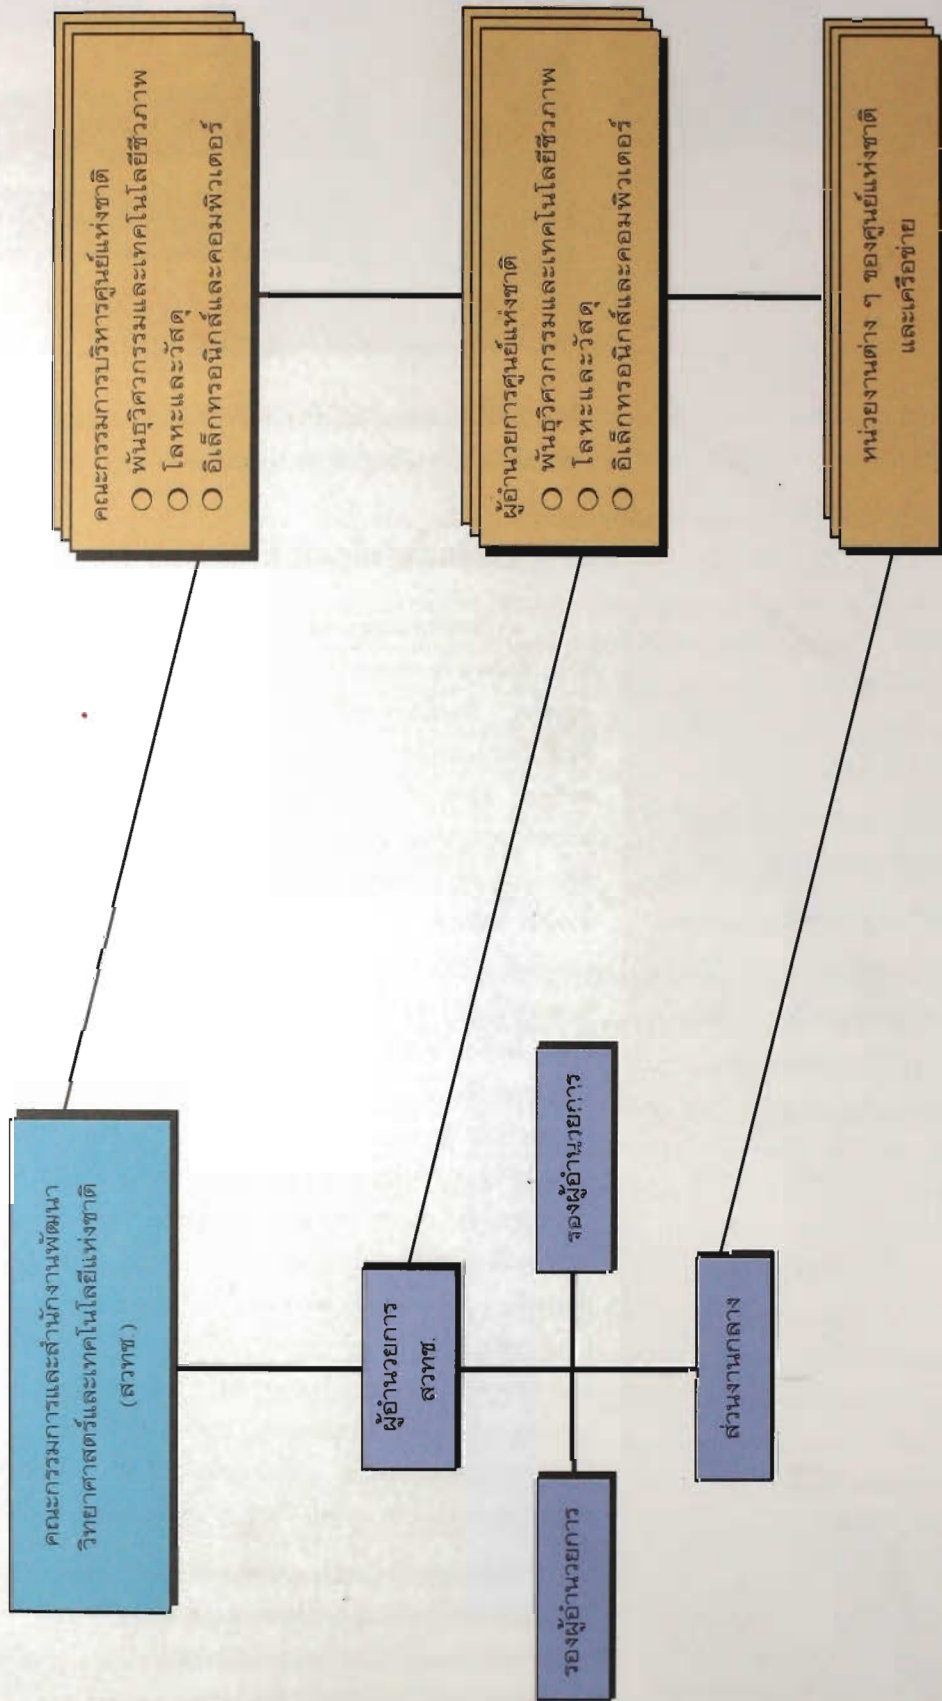 คณะกรรมการและสำนักงานพัฒนา
วิทยาศาสตร์และเทคโนโลยีแห่งชาติ
(สวทช.)
ผู้อำนวยการ
สวทช.
รองผู้อำนวยการ
รองผู้อำนวยการ
ส่วนงานกลาง
คณะกรรมการบริหารศูนย์แห่งชาติ
○ พันธุวิศวกรรมและเทคโนโลยีชีวภาพ
○ โลหะและวัสดุ
○ อิเล็กทรอนิกส์และคอมพิวเตอร์
ผู้อำนวยการศูนย์แห่งชาติ
○ พันธุวิศวกรรมและเทคโนโลยีชีวภาพ
○ โลหะและวัสดุ
○ อิเล็กทรอนิกส์และคอมพิวเตอร์
หน่วยงานต่าง ๆ ของศูนย์แห่งชาติ
และเครือข่าย